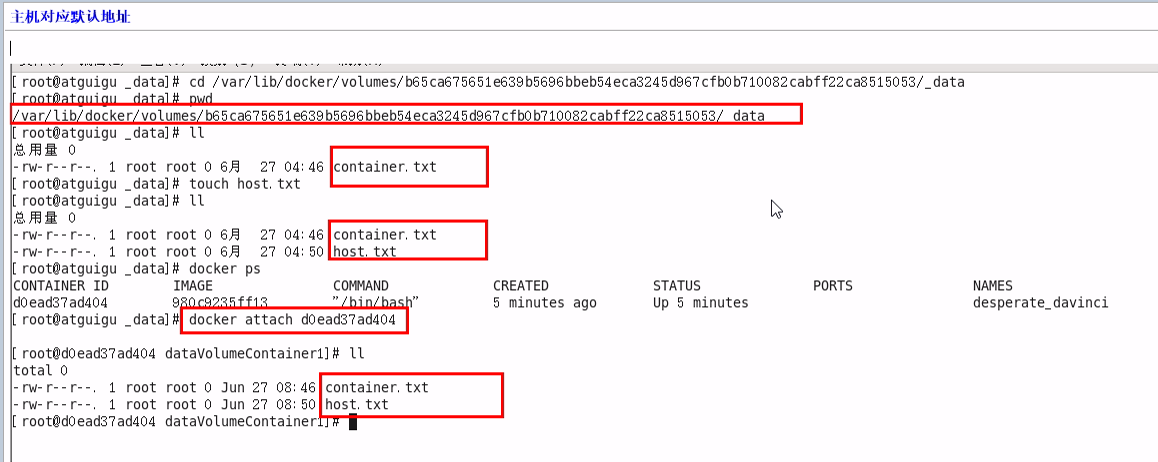 主机对应默认地址
[root@atguigu _data]# cd /var/lib/docker/volumes/b65ca675651e639b5696bbeb54eca3245d967cfb0b710082cabff22ca8515053/_data
[root@atguigu _data]# pwd
/var/lib/docker/volumes/b65ca675651e639b5696bbeb54eca3245d967cfb0b710082cabff22ca8515053/_data
[root@atguigu _data]# ll
总用量 0
-rw-r--r--. 1 root root 0 6月  27 04:46 container.txt
[root@atguigu _data]# touch host.txt
[root@atguigu _data]# ll
总用量 0
-rw-r--r--. 1 root root 0 6月  27 04:46 container.txt
-rw-r--r--. 1 root root 0 6月  27 04:50 host.txt
[root@atguigu _data]# docker ps
CONTAINER ID        IMAGE               COMMAND             CREATED             STATUS              PORTS               NAMES
d0ead37ad404        980c9235ff13        "/bin/bash"         5 minutes ago       Up 5 minutes                            desperate_davinci
[root@atguigu _data]# docker attach d0ead37ad404
[root@d0ead37ad404 dataVolumeContainer1]# ll
total 0
-rw-r--r--. 1 root root 0 Jun 27 08:46 container.txt
-rw-r--r--. 1 root root 0 Jun 27 08:50 host.txt
[root@d0ead37ad404 dataVolumeContainer1]#